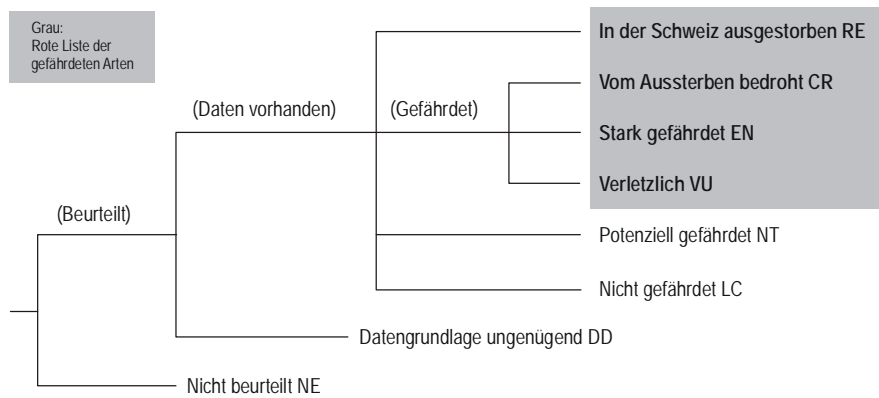 Grau:
Rote Liste der
gefährdeten Arten
In der Schweiz ausgestorben RE
Vom Aussterben bedroht CR
(Daten vorhanden)
(Gefährdet)
Stark gefährdet EN
Verletzlich VU
(Beurteilt)
Potenziell gefährdet NT
Nicht gefährdet LC
Datengrundlage ungenügend DD
Nicht beurteilt NE